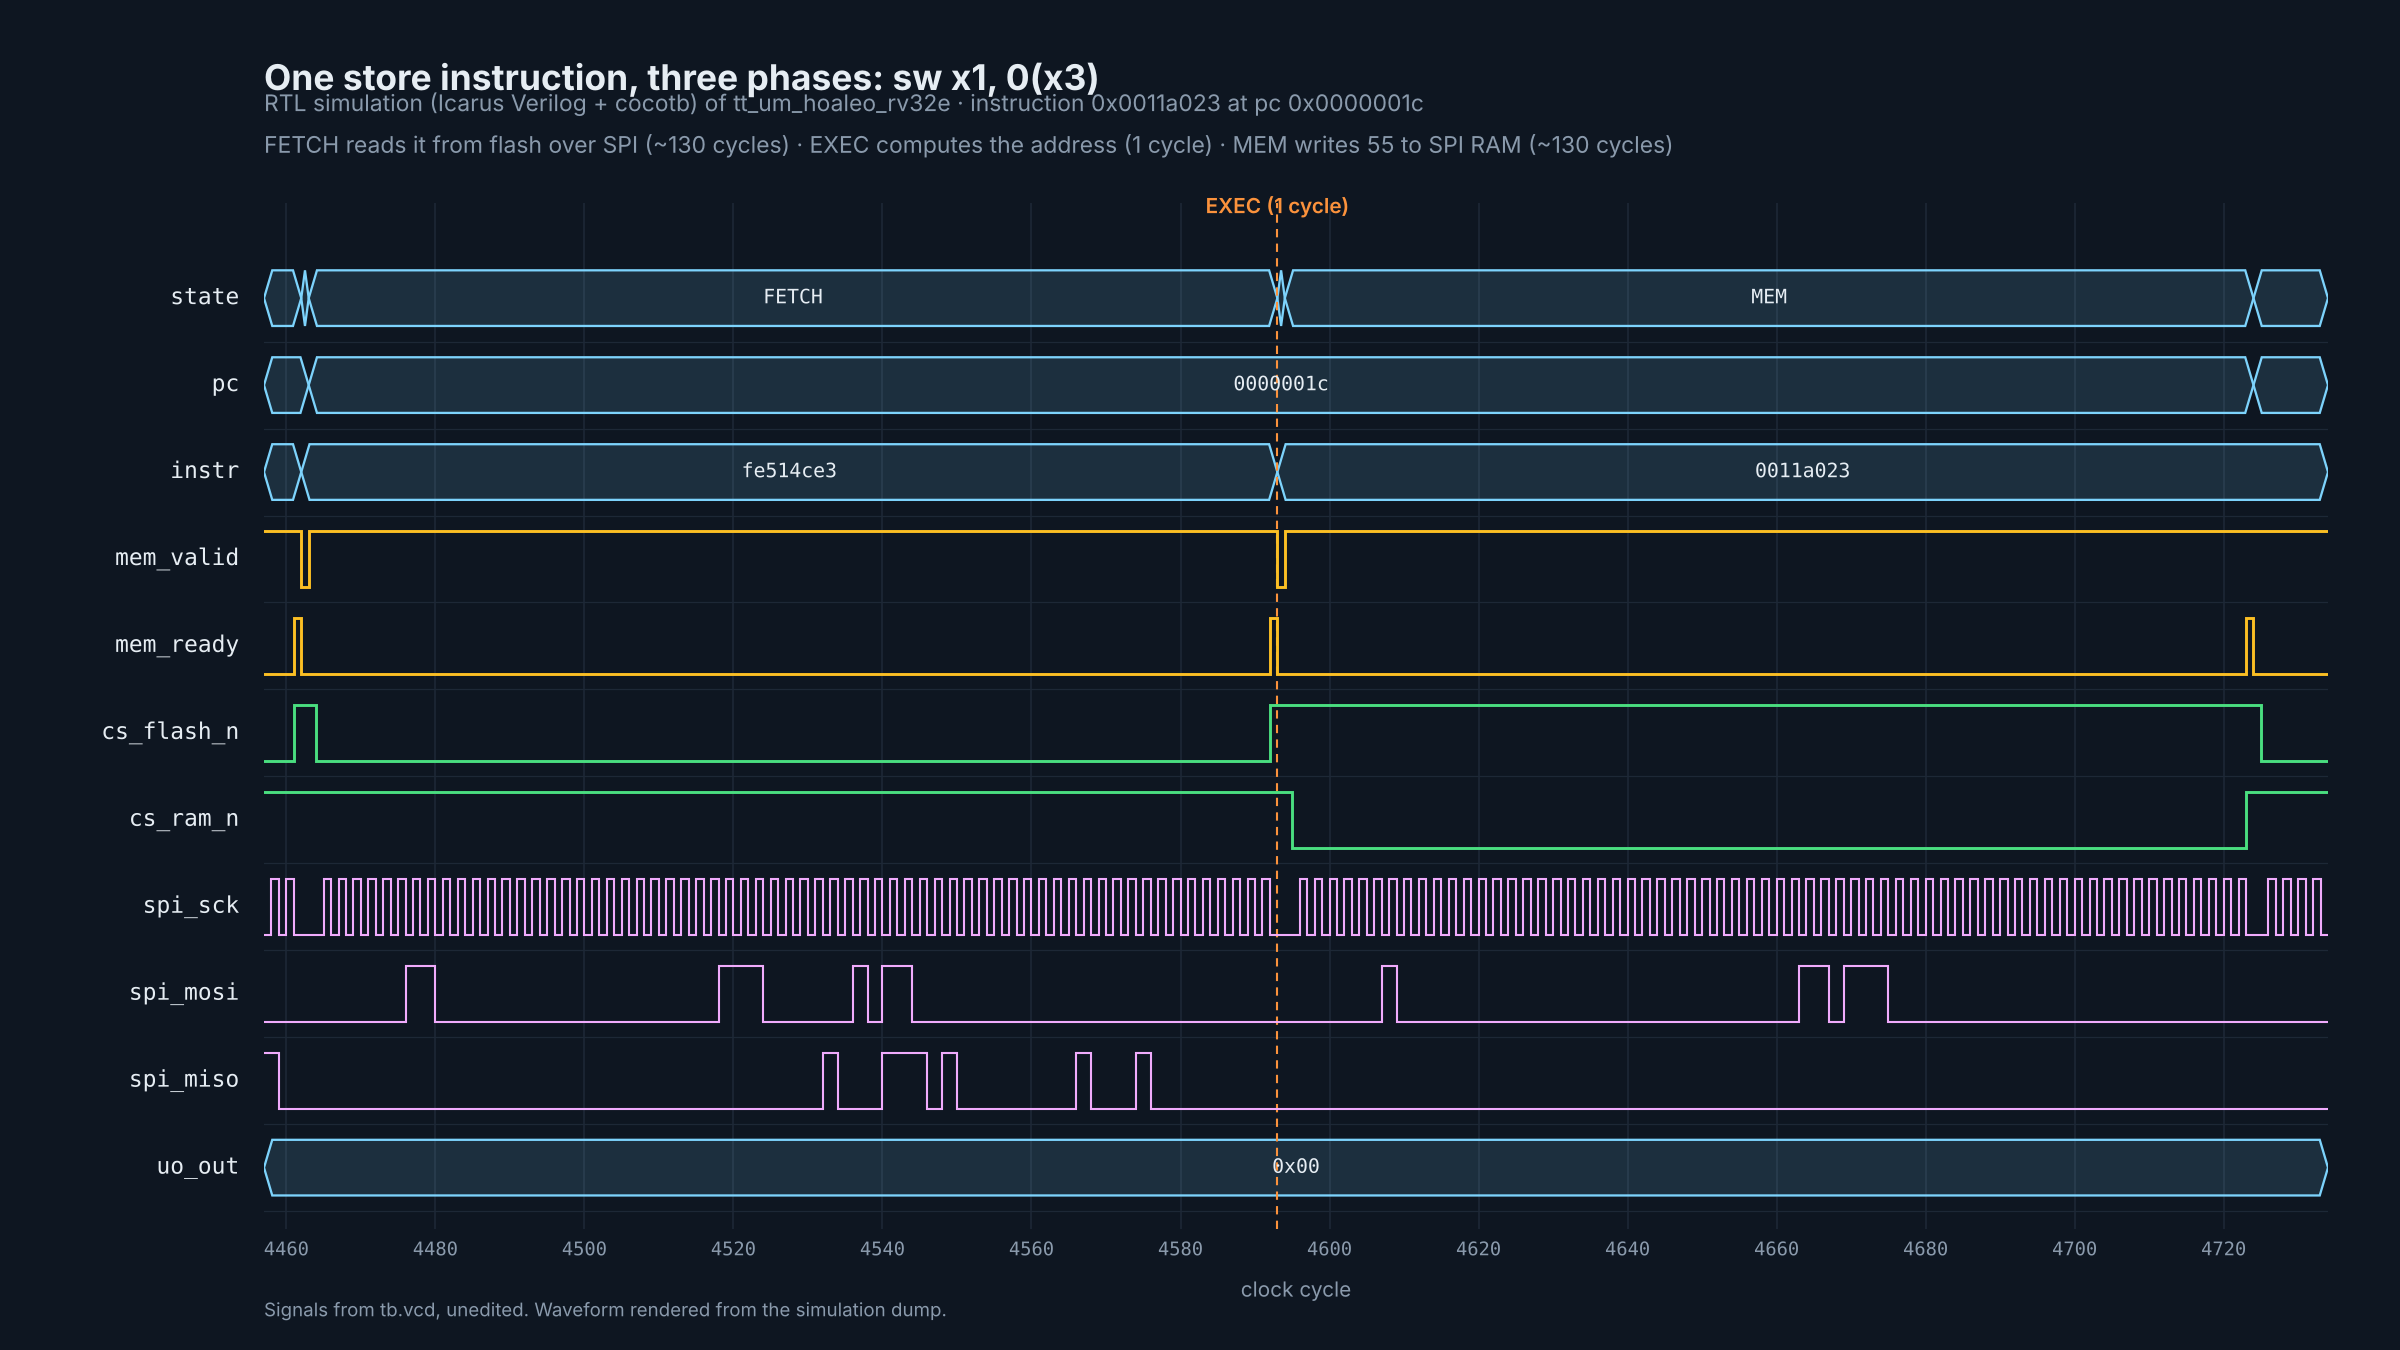 One store instruction, three phases: sw x1, 0(x3)
RTL simulation (Icarus Verilog + cocotb) of tt_um_hoaleo_rv32e · instruction 0x0011a023 at pc 0x0000001c
FETCH reads it from flash over SPI (~130 cycles) · EXEC computes the address (1 cycle) · MEM writes 55 to SPI RAM (~130 cycles)
EXEC (1 cycle)
state FETCH MEM
pc 0000001c
instr fe514ce3 0011a023
mem_valid
mem_ready
cs_flash_n
cs_ram_n
spi_sck
spi_mosi
spi_miso
uo_out 0x00
4460 4480 4500 4520 4540 4560 4580 4600 4620 4640 4660 4680 4700 4720
clock cycle
Signals from tb.vcd, unedited. Waveform rendered from the simulation dump.